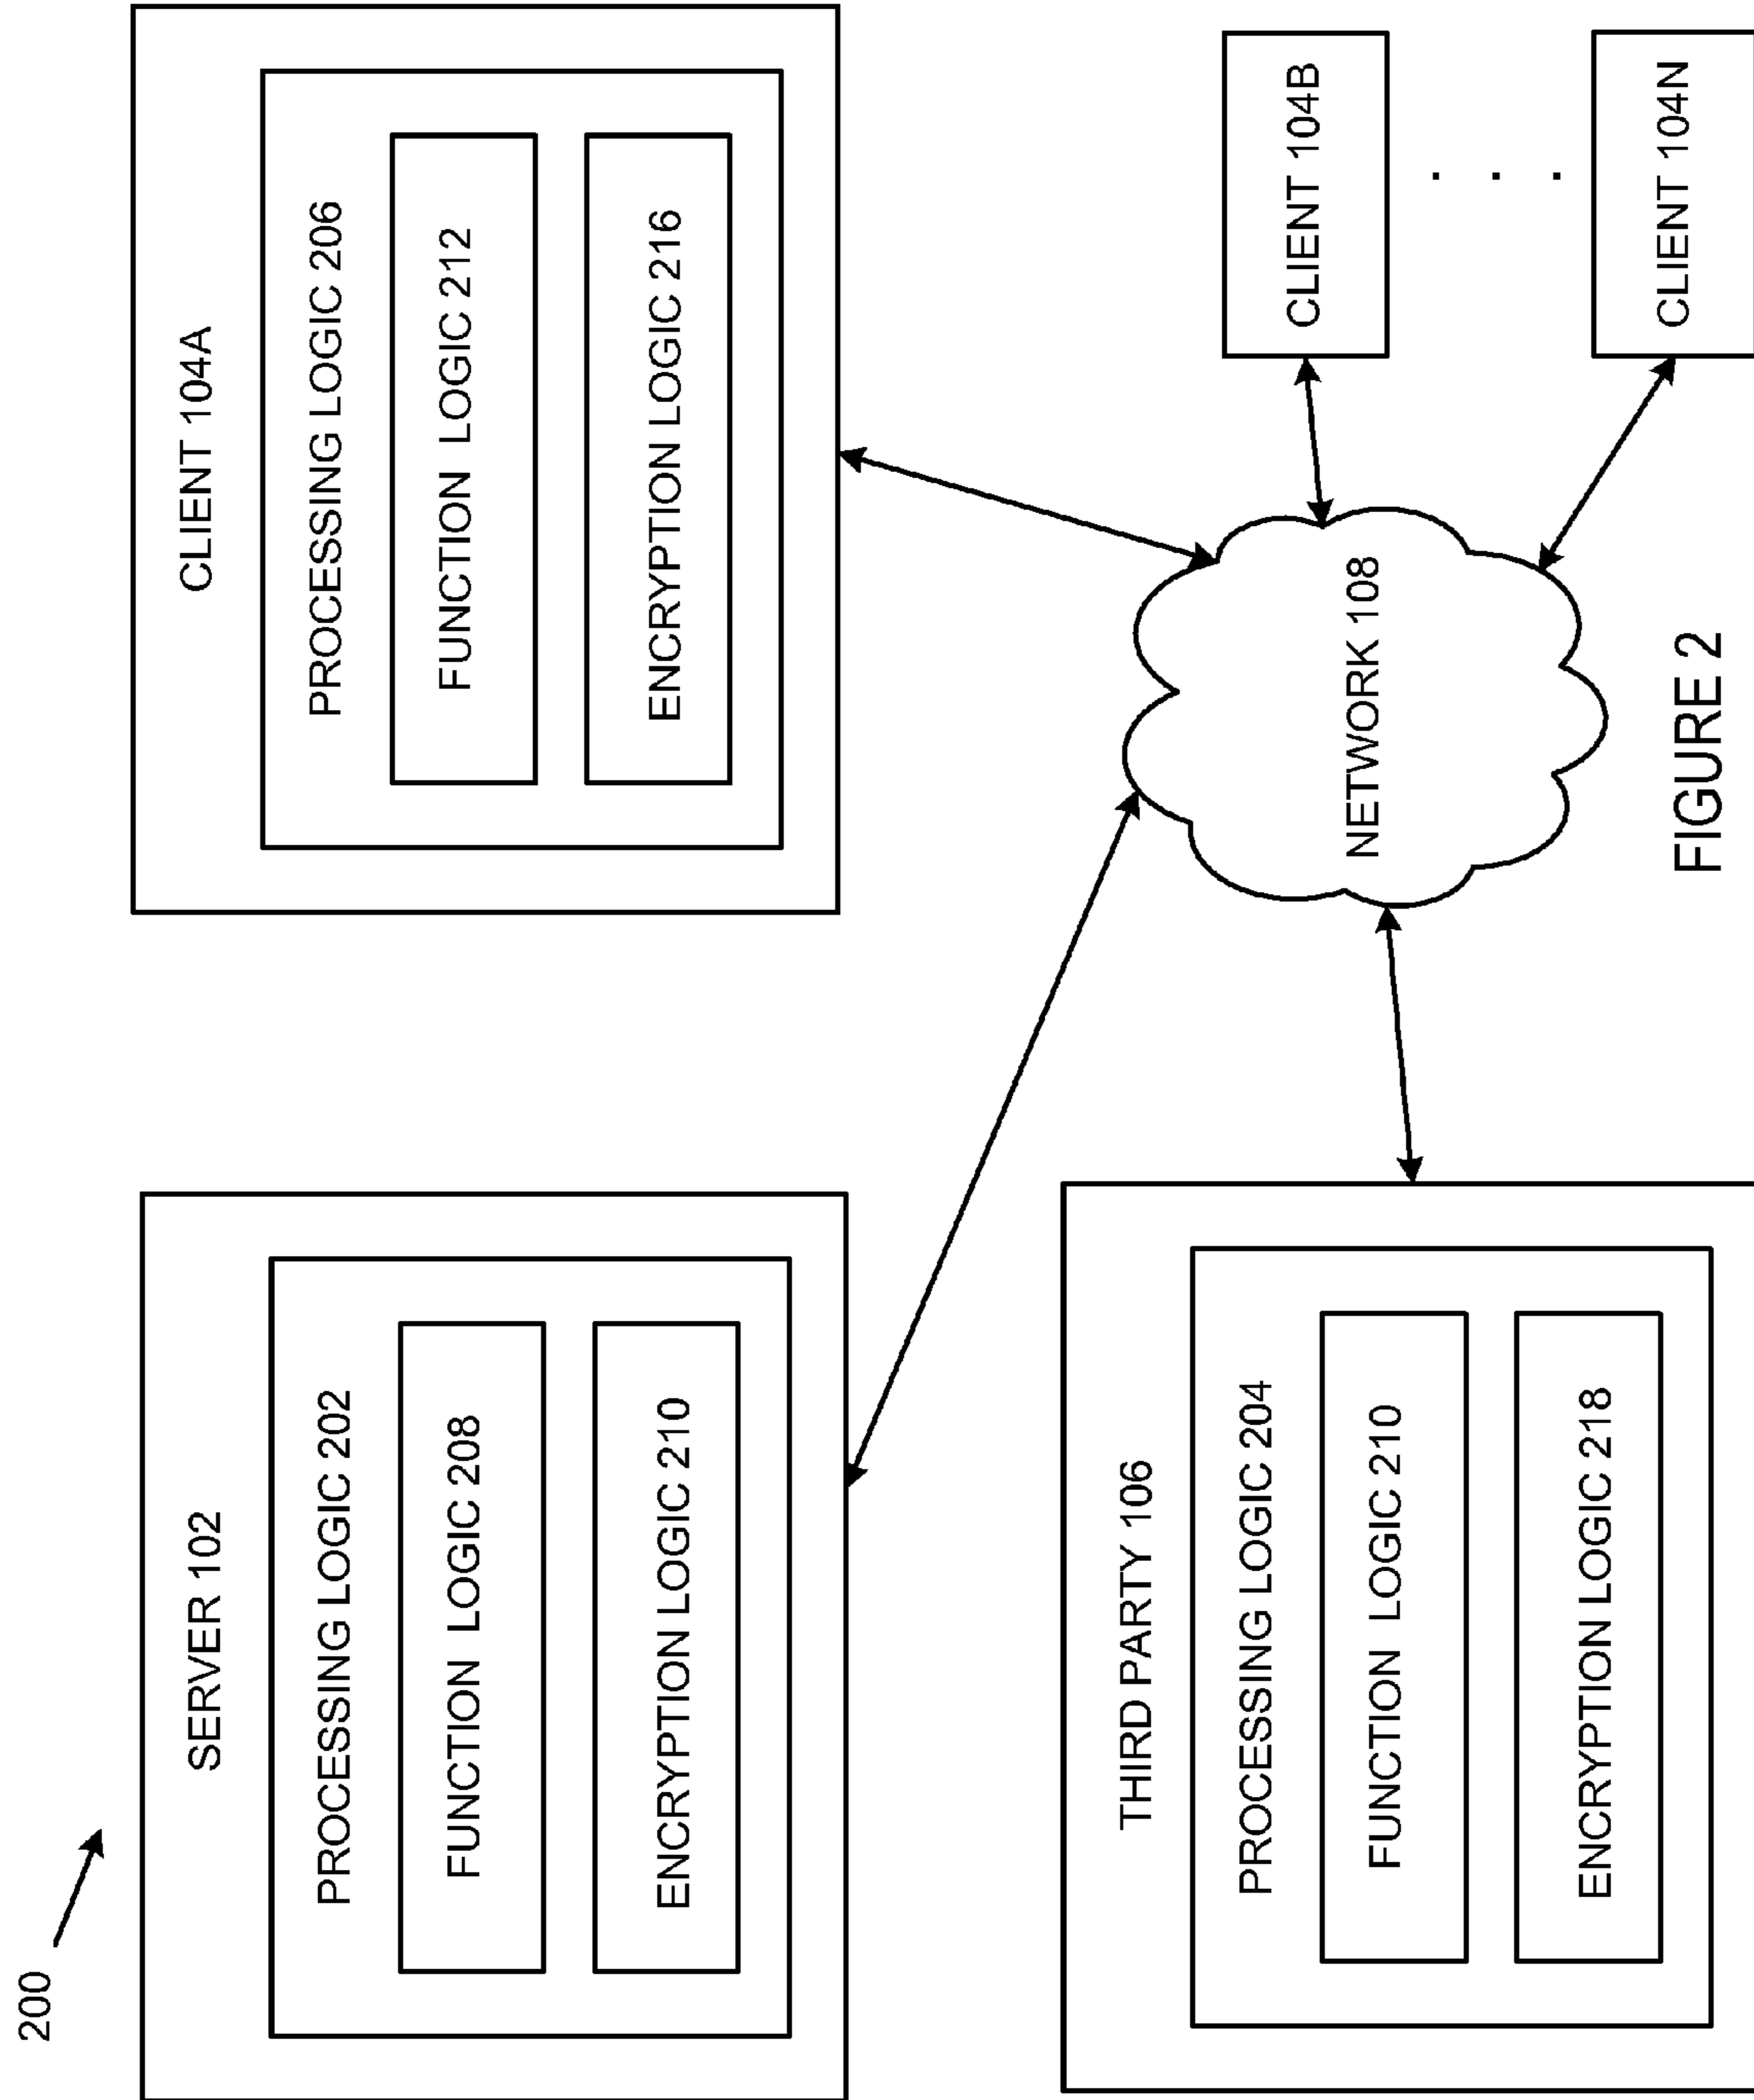 200
SERVER 102
PROCESSING LOGIC 202
FUNCTION LOGIC 208
ENCRYPTION LOGIC 210
CLIENT 104A
PROCESSING LOGIC 206
FUNCTION LOGIC 212
ENCRYPTION LOGIC 216
THIRD PARTY 106
PROCESSING LOGIC 204
FUNCTION LOGIC 210
ENCRYPTION LOGIC 218
NETWORK 108
CLIENT 104B
. . .
CLIENT 104N
FIGURE 2